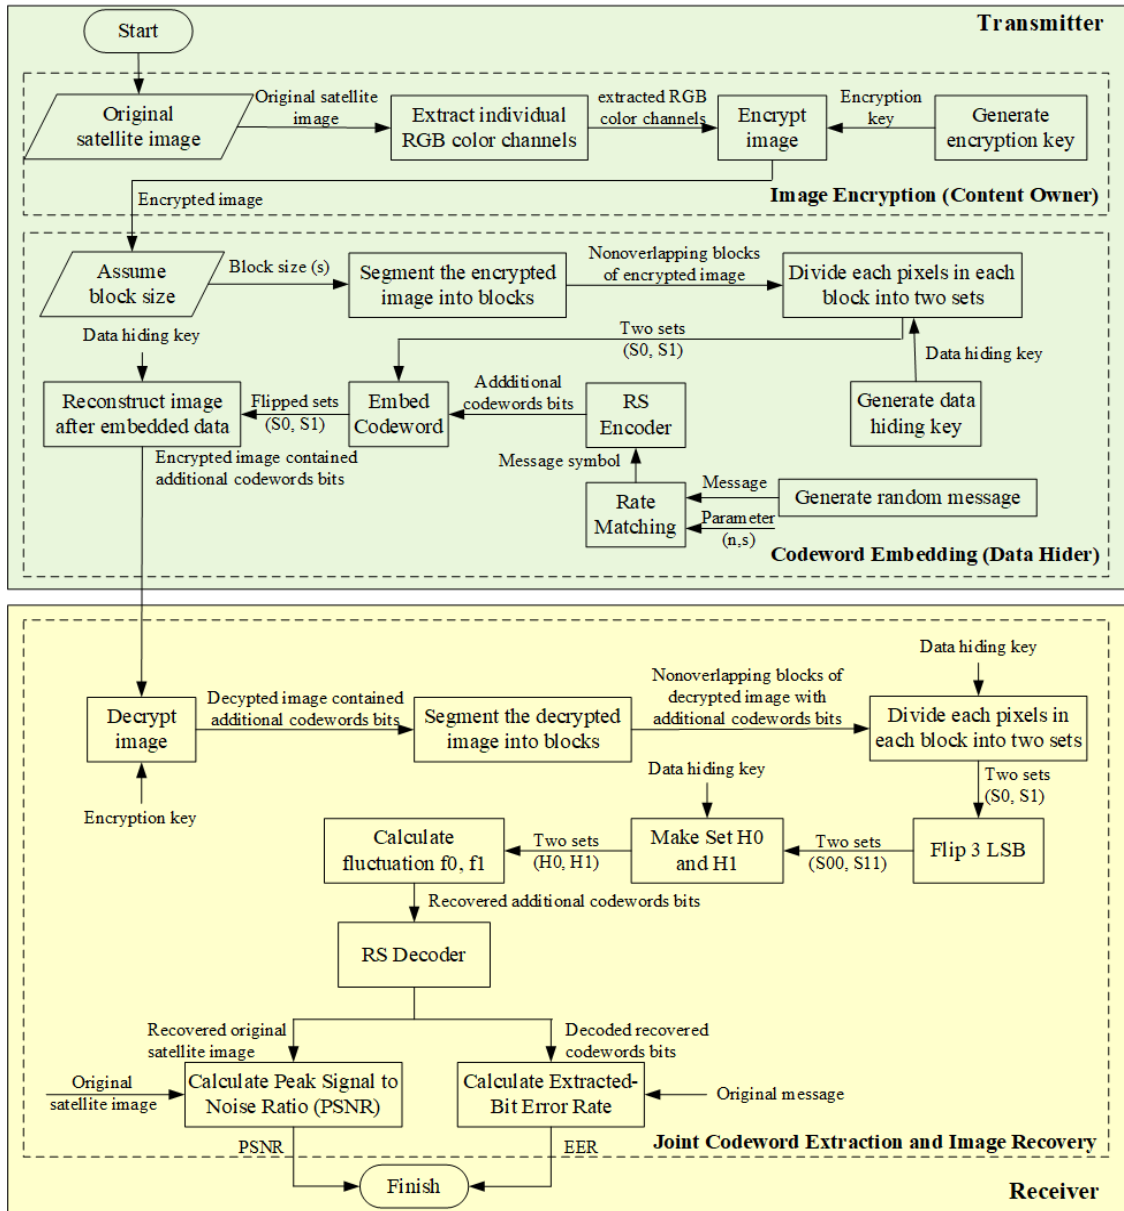 Transmitter
Start
Original
satellite image
Original satellite
image
Extract individual
RGB color channels
extracted RGB
color channels
Encrypt
image
Encryption
key
Generate
encryption key
Image Encryption (Content Owner)
Encrypted image
Assume
block size
Block size (s)
Segment the encrypted
image into blocks
Nonoverlapping blocks
of encrypted image
Divide each pixels in each
block into two sets
Data hiding key
Two sets
(S0, S1)
Data hiding key
Reconstruct image
after embedded data
Flipped sets
(S0, S1)
Embed
Codeword
Addditional
codewords bits
RS
Encoder
Generate data
hiding key
Encrypted image contained
additional codewords bits
Message symbol
Rate
Matching
Message
Generate random message
Parameter
(n,s)
Codeword Embedding (Data Hider)
Data hiding key
Decrypt
image
Decypted image contained
additional codewords bits
Segment the decrypted
image into blocks
Nonoverlapping blocks of
decrypted image with
additional codewords bits
Divide each pixels in
each block into two sets
Encryption key
Data hiding key
Two sets
(S0, S1)
Calculate
fluctuation f0, f1
Two sets
(H0, H1)
Make Set H0
and H1
Two sets
(S00, S11)
Flip 3 LSB
Recovered additional codewords bits
RS Decoder
Recovered original
satellite image
Decoded recovered
codewords bits
Original
satellite image
Calculate Peak Signal to
Noise Ratio (PSNR)
Calculate Extracted-
Bit Error Rate
Original message
Joint Codeword Extraction and Image Recovery
PSNR
EER
Finish
Receiver